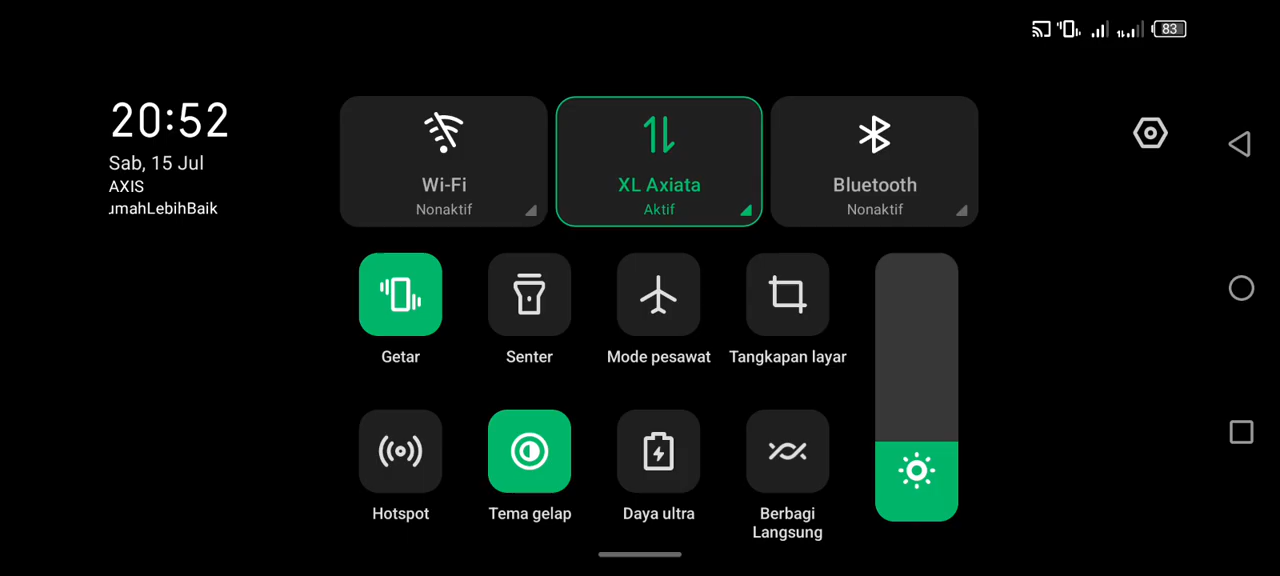 83
20:52
Sab, 15 Jul
AXIS
Wi-Fi
Nonaktif
XL Axiata
Aktif
Bluetooth
Nonaktif
Getar
Senter
Mode pesawat
Tangkapan layar
Hotspot
Tema gelap
Daya ultra
Berbagi
Langsung